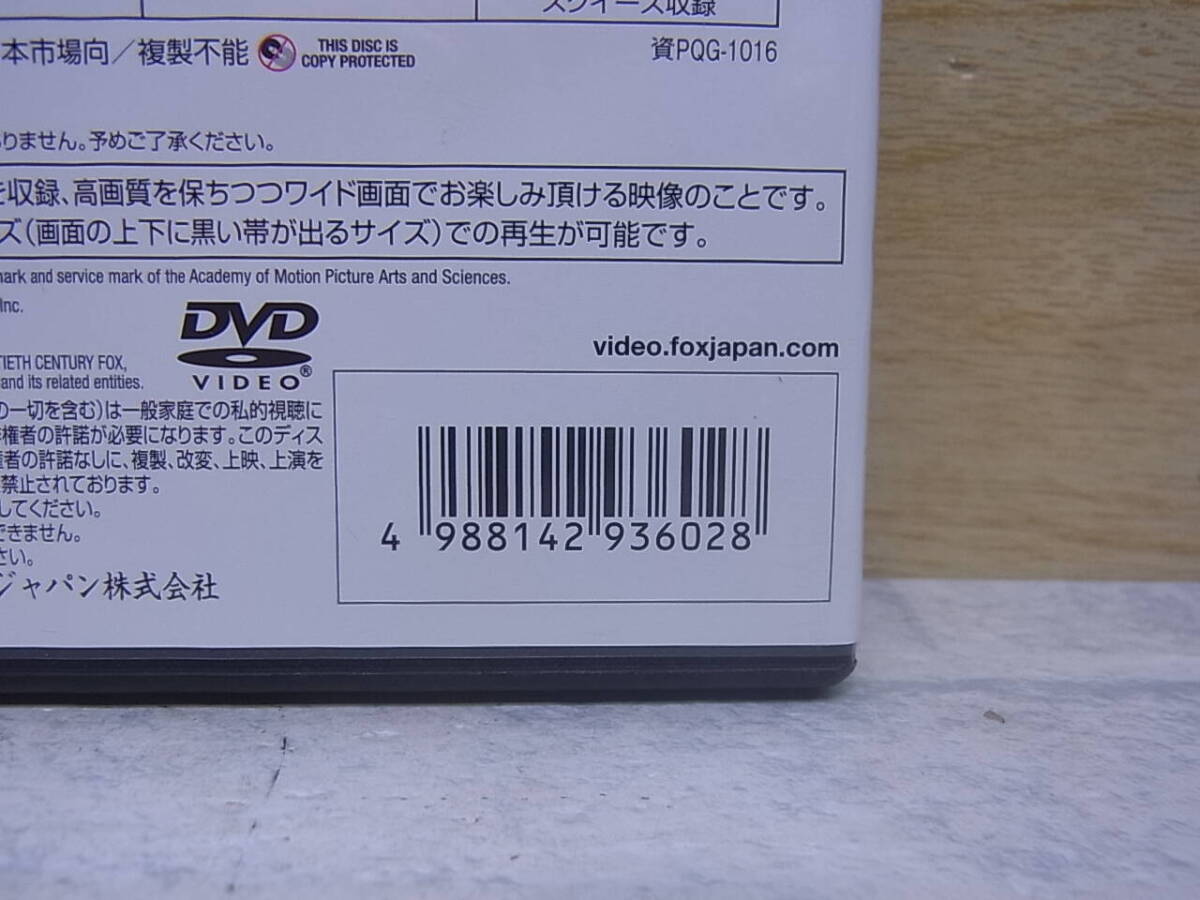 スクイーズ収録
本市場向／複製不能 THIS DISC IS COPY PROTECTED 資PQG-1016
ありません。予めご了承ください。
を収録、高画質を保ちつつワイド画面でお楽しみ頂ける映像のことです。
ズ（画面の上下に黒い帯が出るサイズ）での再生が可能です。
mark and service mark of the Academy of Motion Picture Arts and Sciences.
Inc.
DVD
VIDEO®
video.foxjapan.com
TIETH CENTURY FOX,
and its related entities.
の一切を含む）は一般家庭での私的視聴に
権者の許諾が必要になります。このディス
権者の許諾なしに、複製、改変、上映、上演を
禁止されております。
してください。
できません。
さい。
ジャパン株式会社
4 988142 936028